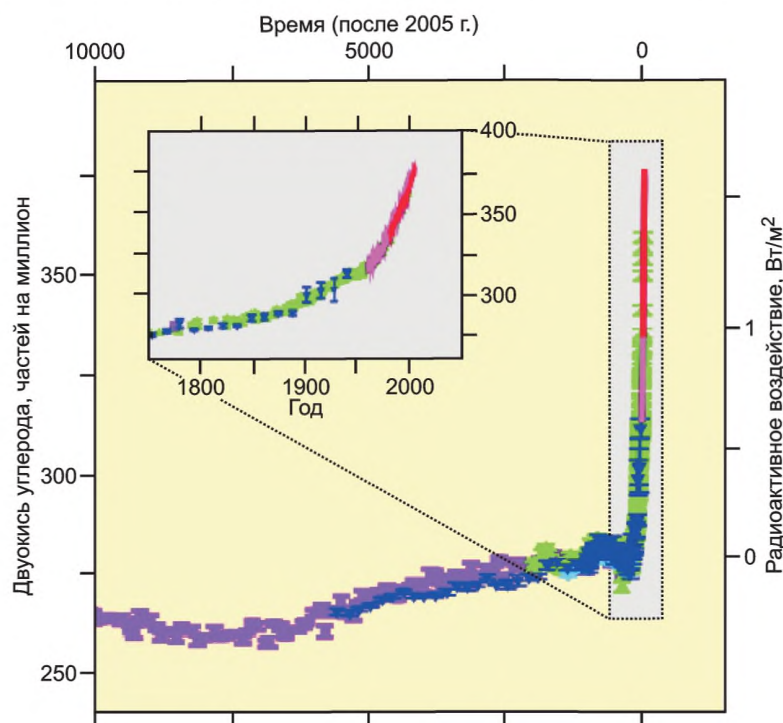 Время (после 2005 г.)
10000 5000 0
Двуокись углерода, частей на миллион
350
300
250
400
350
300
1800 1900 2000
Год
1
0
Радиоактивное воздействие, Вт/м²